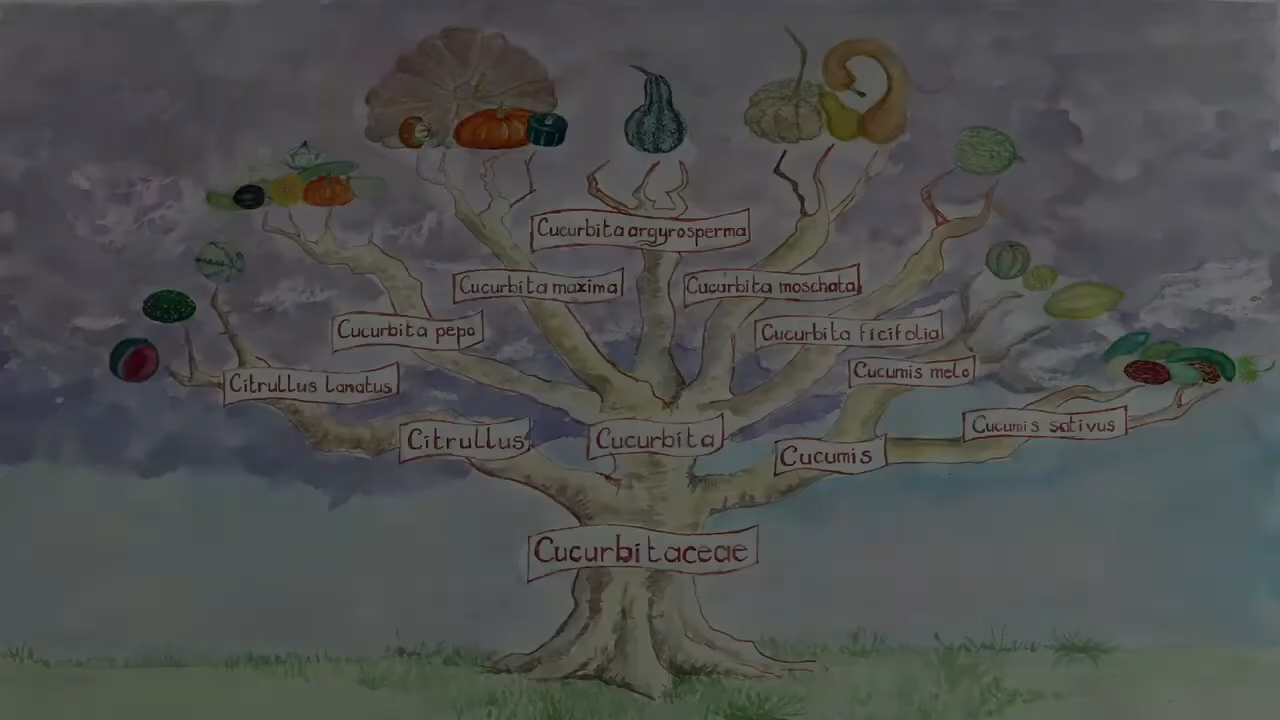 Cucurbita argyrosperma
Cucurbita maxima
Cucurbita moschata
Cucurbita pepo
Cucurbita ficifolia
Citrullus lanatus
Cucumis melo
Cucumis sativus
Citrullus
Cucurbita
Cucumis
Cucurbitaceae